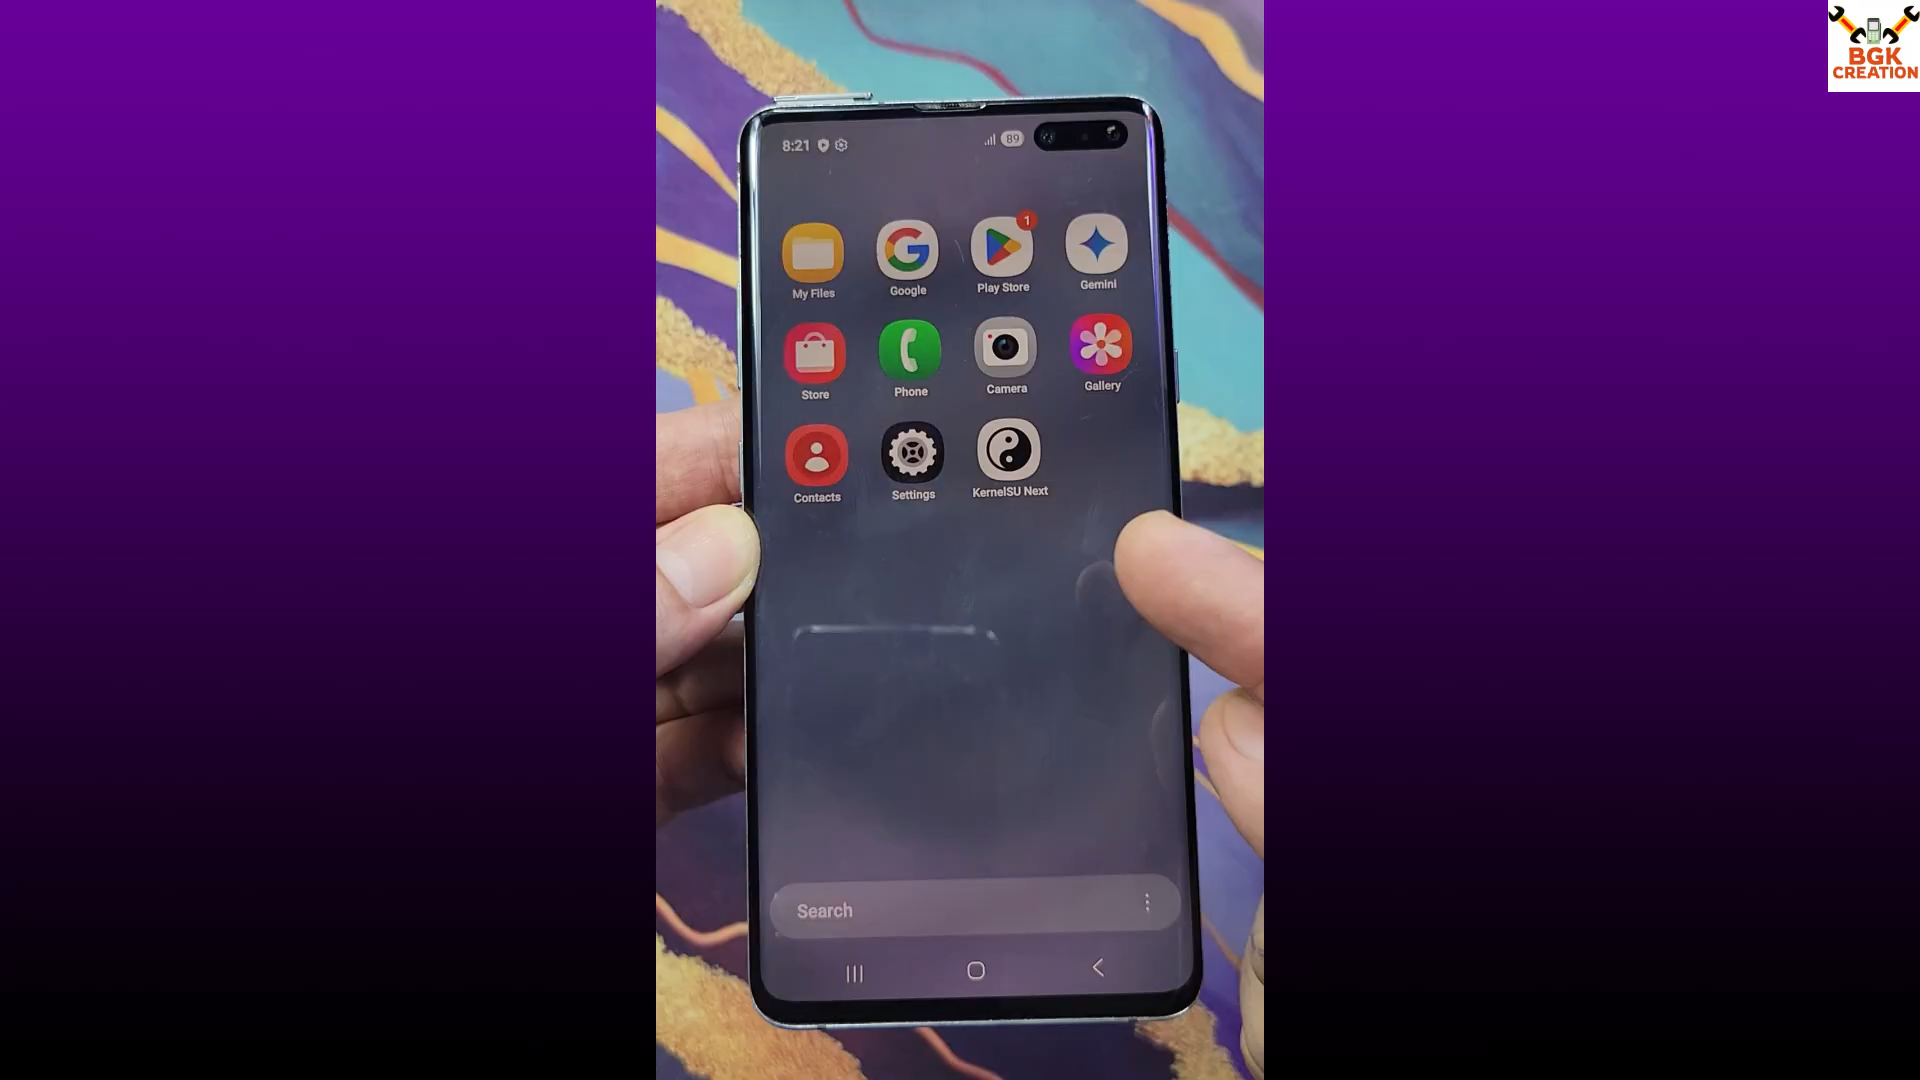 BGK
CREATION
8:21
89
1
My Files
Google
Play Store
Gemini
Store
Phone
Camera
Gallery
Contacts
Settings
KernelSU Next
Search